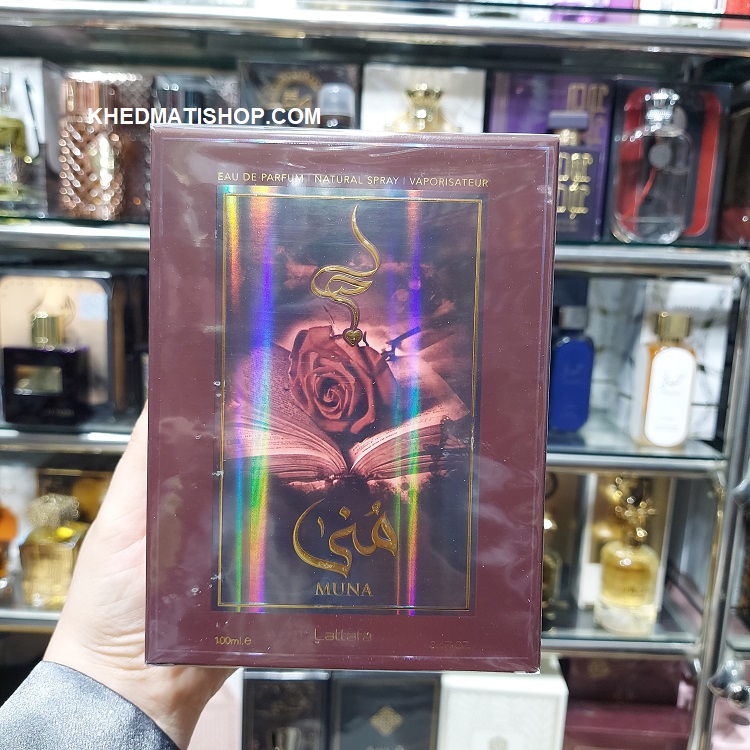 KHEDMATISHOP.COM
EAU DE PARFUM | NATURAL SPRAY | VAPORISATEUR
مُنى
MUNA
100ml.e
Lattafa